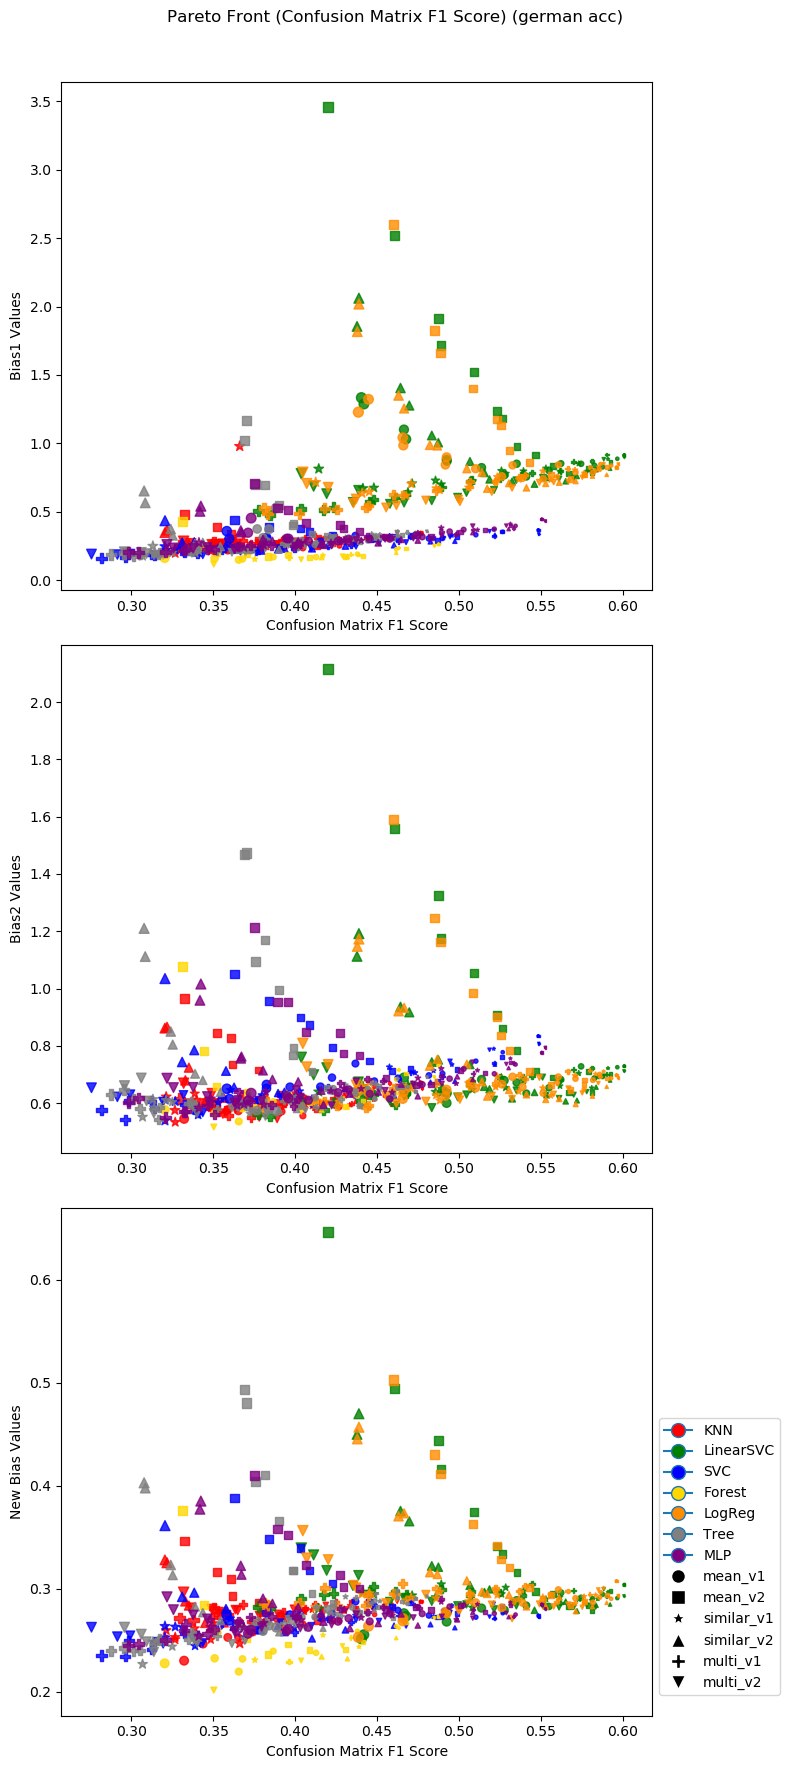 Pareto Front (Confusion Matrix F1 Score) (german acc)
3.5
3.0
2.5
2.0
1.5
1.0
0.5
0.0
Bias1 Values
0.30 0.35 0.40 0.45 0.50 0.55 0.60
Confusion Matrix F1 Score
2.0
1.8
1.6
1.4
1.2
1.0
0.8
0.6
Bias2 Values
0.30 0.35 0.40 0.45 0.50 0.55 0.60
Confusion Matrix F1 Score
0.6
0.5
0.4
0.3
0.2
New Bias Values
0.30 0.35 0.40 0.45 0.50 0.55 0.60
Confusion Matrix F1 Score
KNN
LinearSVC
SVC
Forest
LogReg
Tree
MLP
mean_v1
mean_v2
similar_v1
similar_v2
multi_v1
multi_v2